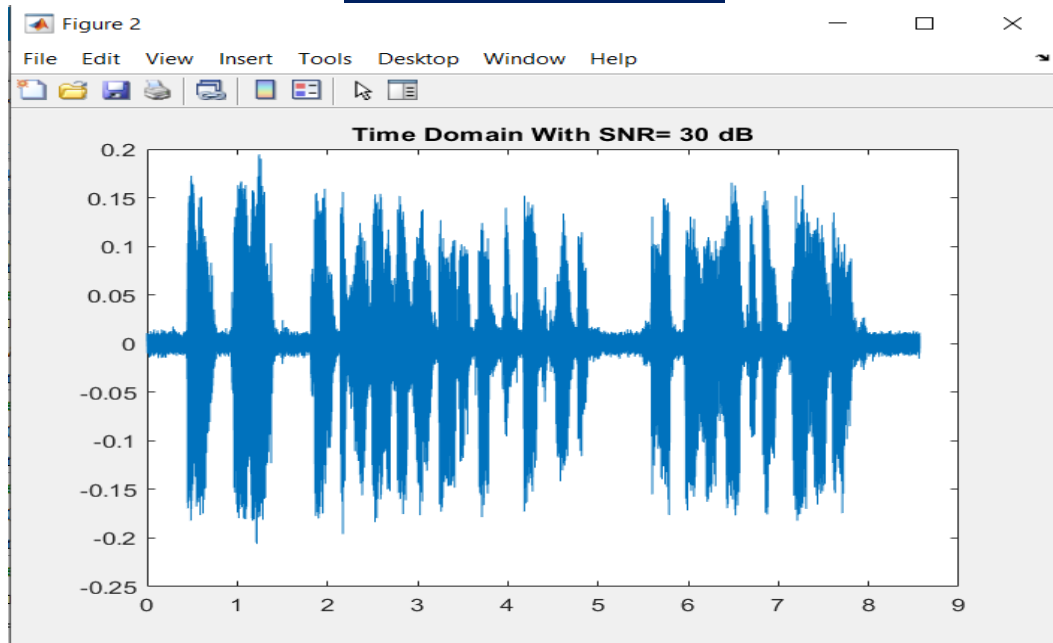 Figure 2
File Edit View Insert Tools Desktop Window Help
Time Domain With SNR= 30 dB
0.2
0.15
0.1
0.05
0
-0.05
-0.1
-0.15
-0.2
-0.25
0 1 2 3 4 5 6 7 8 9